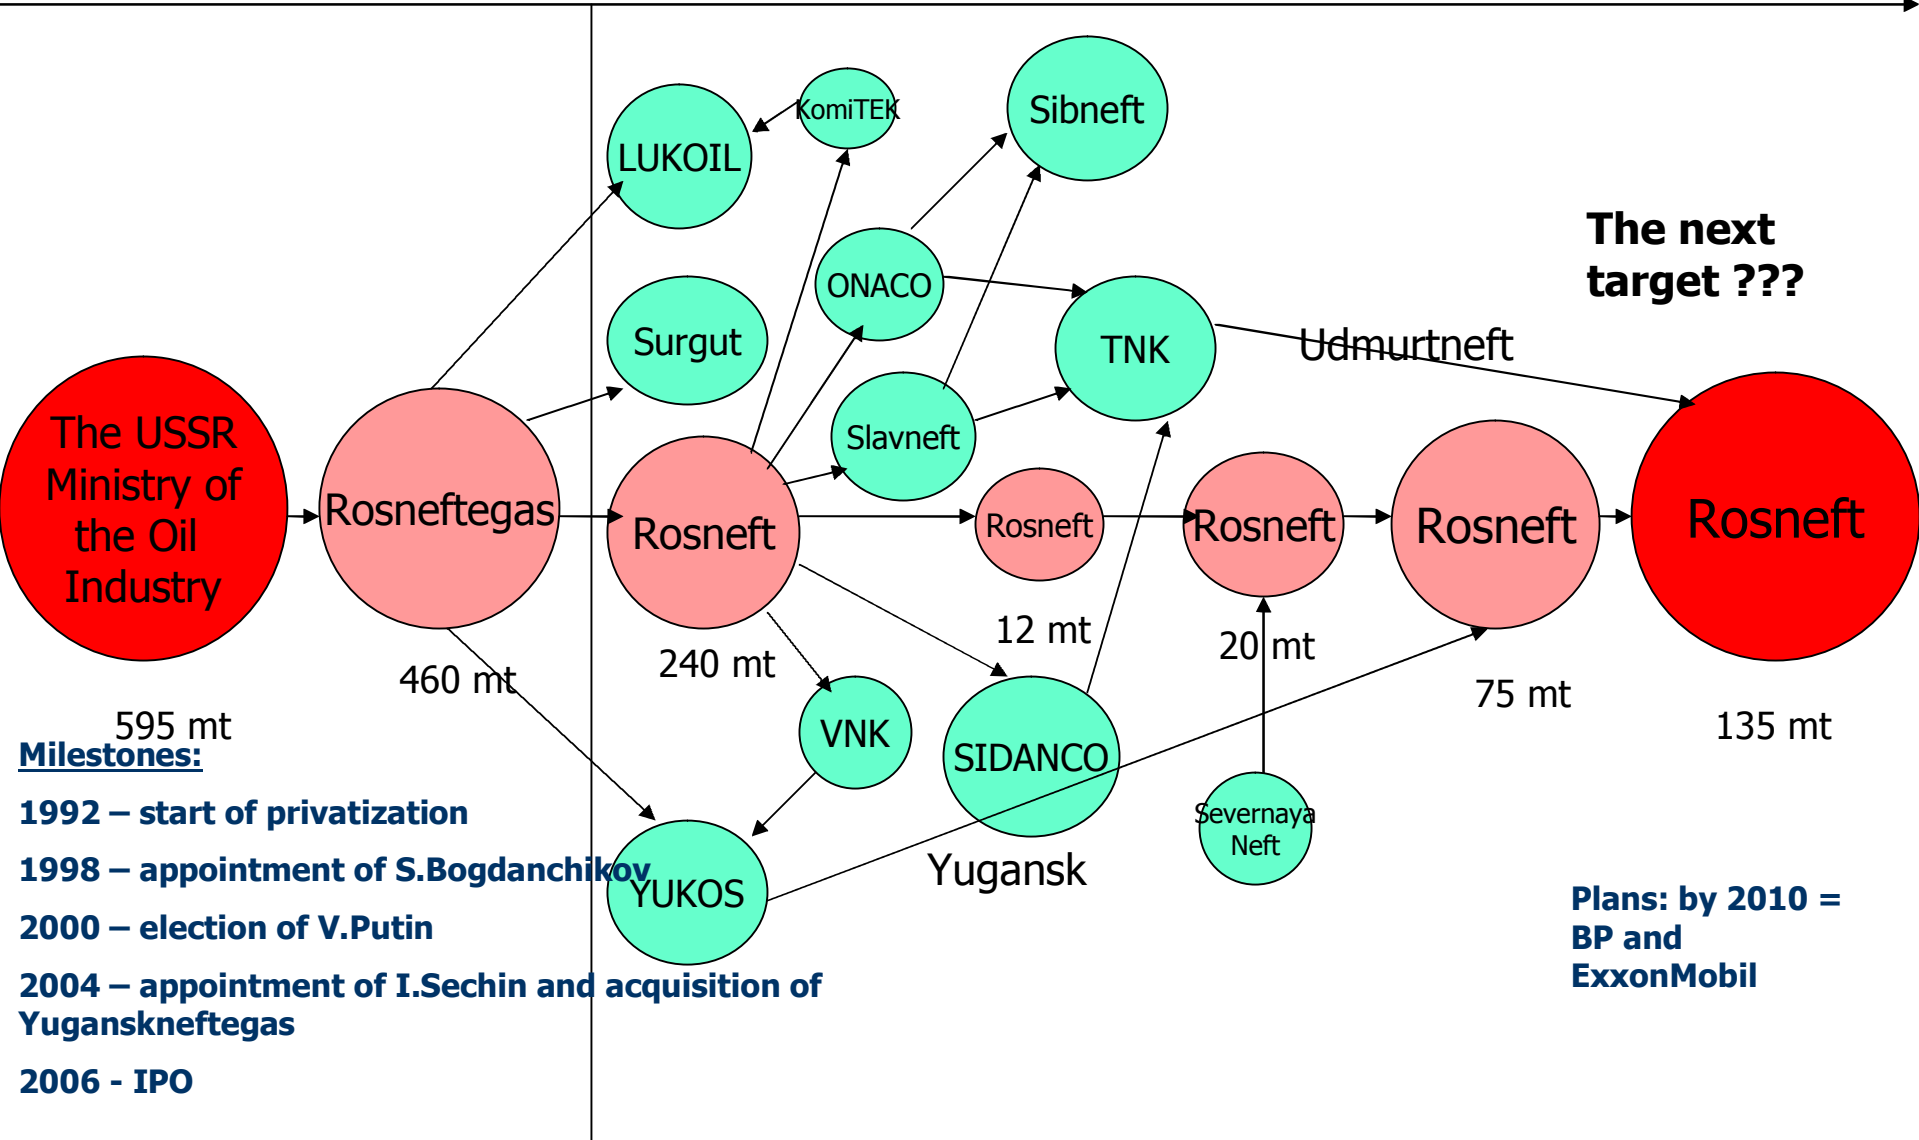 KomiTEK
Sibneft
LUKOIL
The next
target ???
ONACO
Surgut
TNK
Udmurtneft
The USSR
Ministry of
the Oil
Industry
Slavneft
Rosneftegas
Rosneft
Rosneft
Rosneft
Rosneft
Rosneft
12 mt
20 mt
240 mt
460 mt
75 mt
595 mt
135 mt
VNK
SIDANCO
Severnaya
Neft
Yugansk
YUKOS
Milestones:
1992 – start of privatization
1998 – appointment of S.Bogdanchikov
2000 – election of V.Putin
2004 – appointment of I.Sechin and acquisition of
Yuganskneftegas
2006 - IPO
Plans: by 2010 =
BP and
ExxonMobil